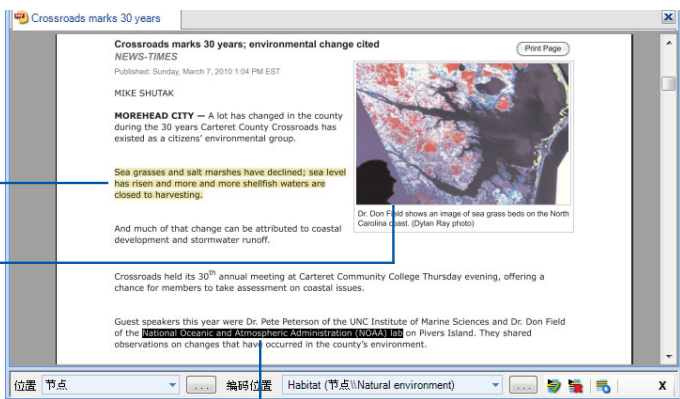 Crossroads marks 30 years
Crossroads marks 30 years; environmental change cited
Print Page
NEWS-TIMES
Published: Sunday, March 7, 2010 1:04 PM EST
MIKE SHUTAK
MOREHEAD CITY — A lot has changed in the county
during the 30 years Carteret County Crossroads has
existed as a citizens’ environmental group.
Sea grasses and salt marshes have declined; sea level
has risen and more and more shellfish waters are
closed to harvesting.
Dr. Don Field shows an image of sea grass beds on the North
Carolina coast. (Dylan Ray photo)
And much of that change can be attributed to coastal
development and stormwater runoff.
Crossroads held its 30th annual meeting at Carteret Community College Thursday evening, offering a
chance for members to take assessment on coastal issues.
Guest speakers this year were Dr. Pete Peterson of the UNC Institute of Marine Sciences and Dr. Don Field
of the National Oceanic and Atmospheric Administration (NOAA) lab on Pivers Island. They shared
observations on changes that have occurred in the county’s environment.
位置 节点 ... 编码位置 Habitat (节点\\Natural environment) ... x